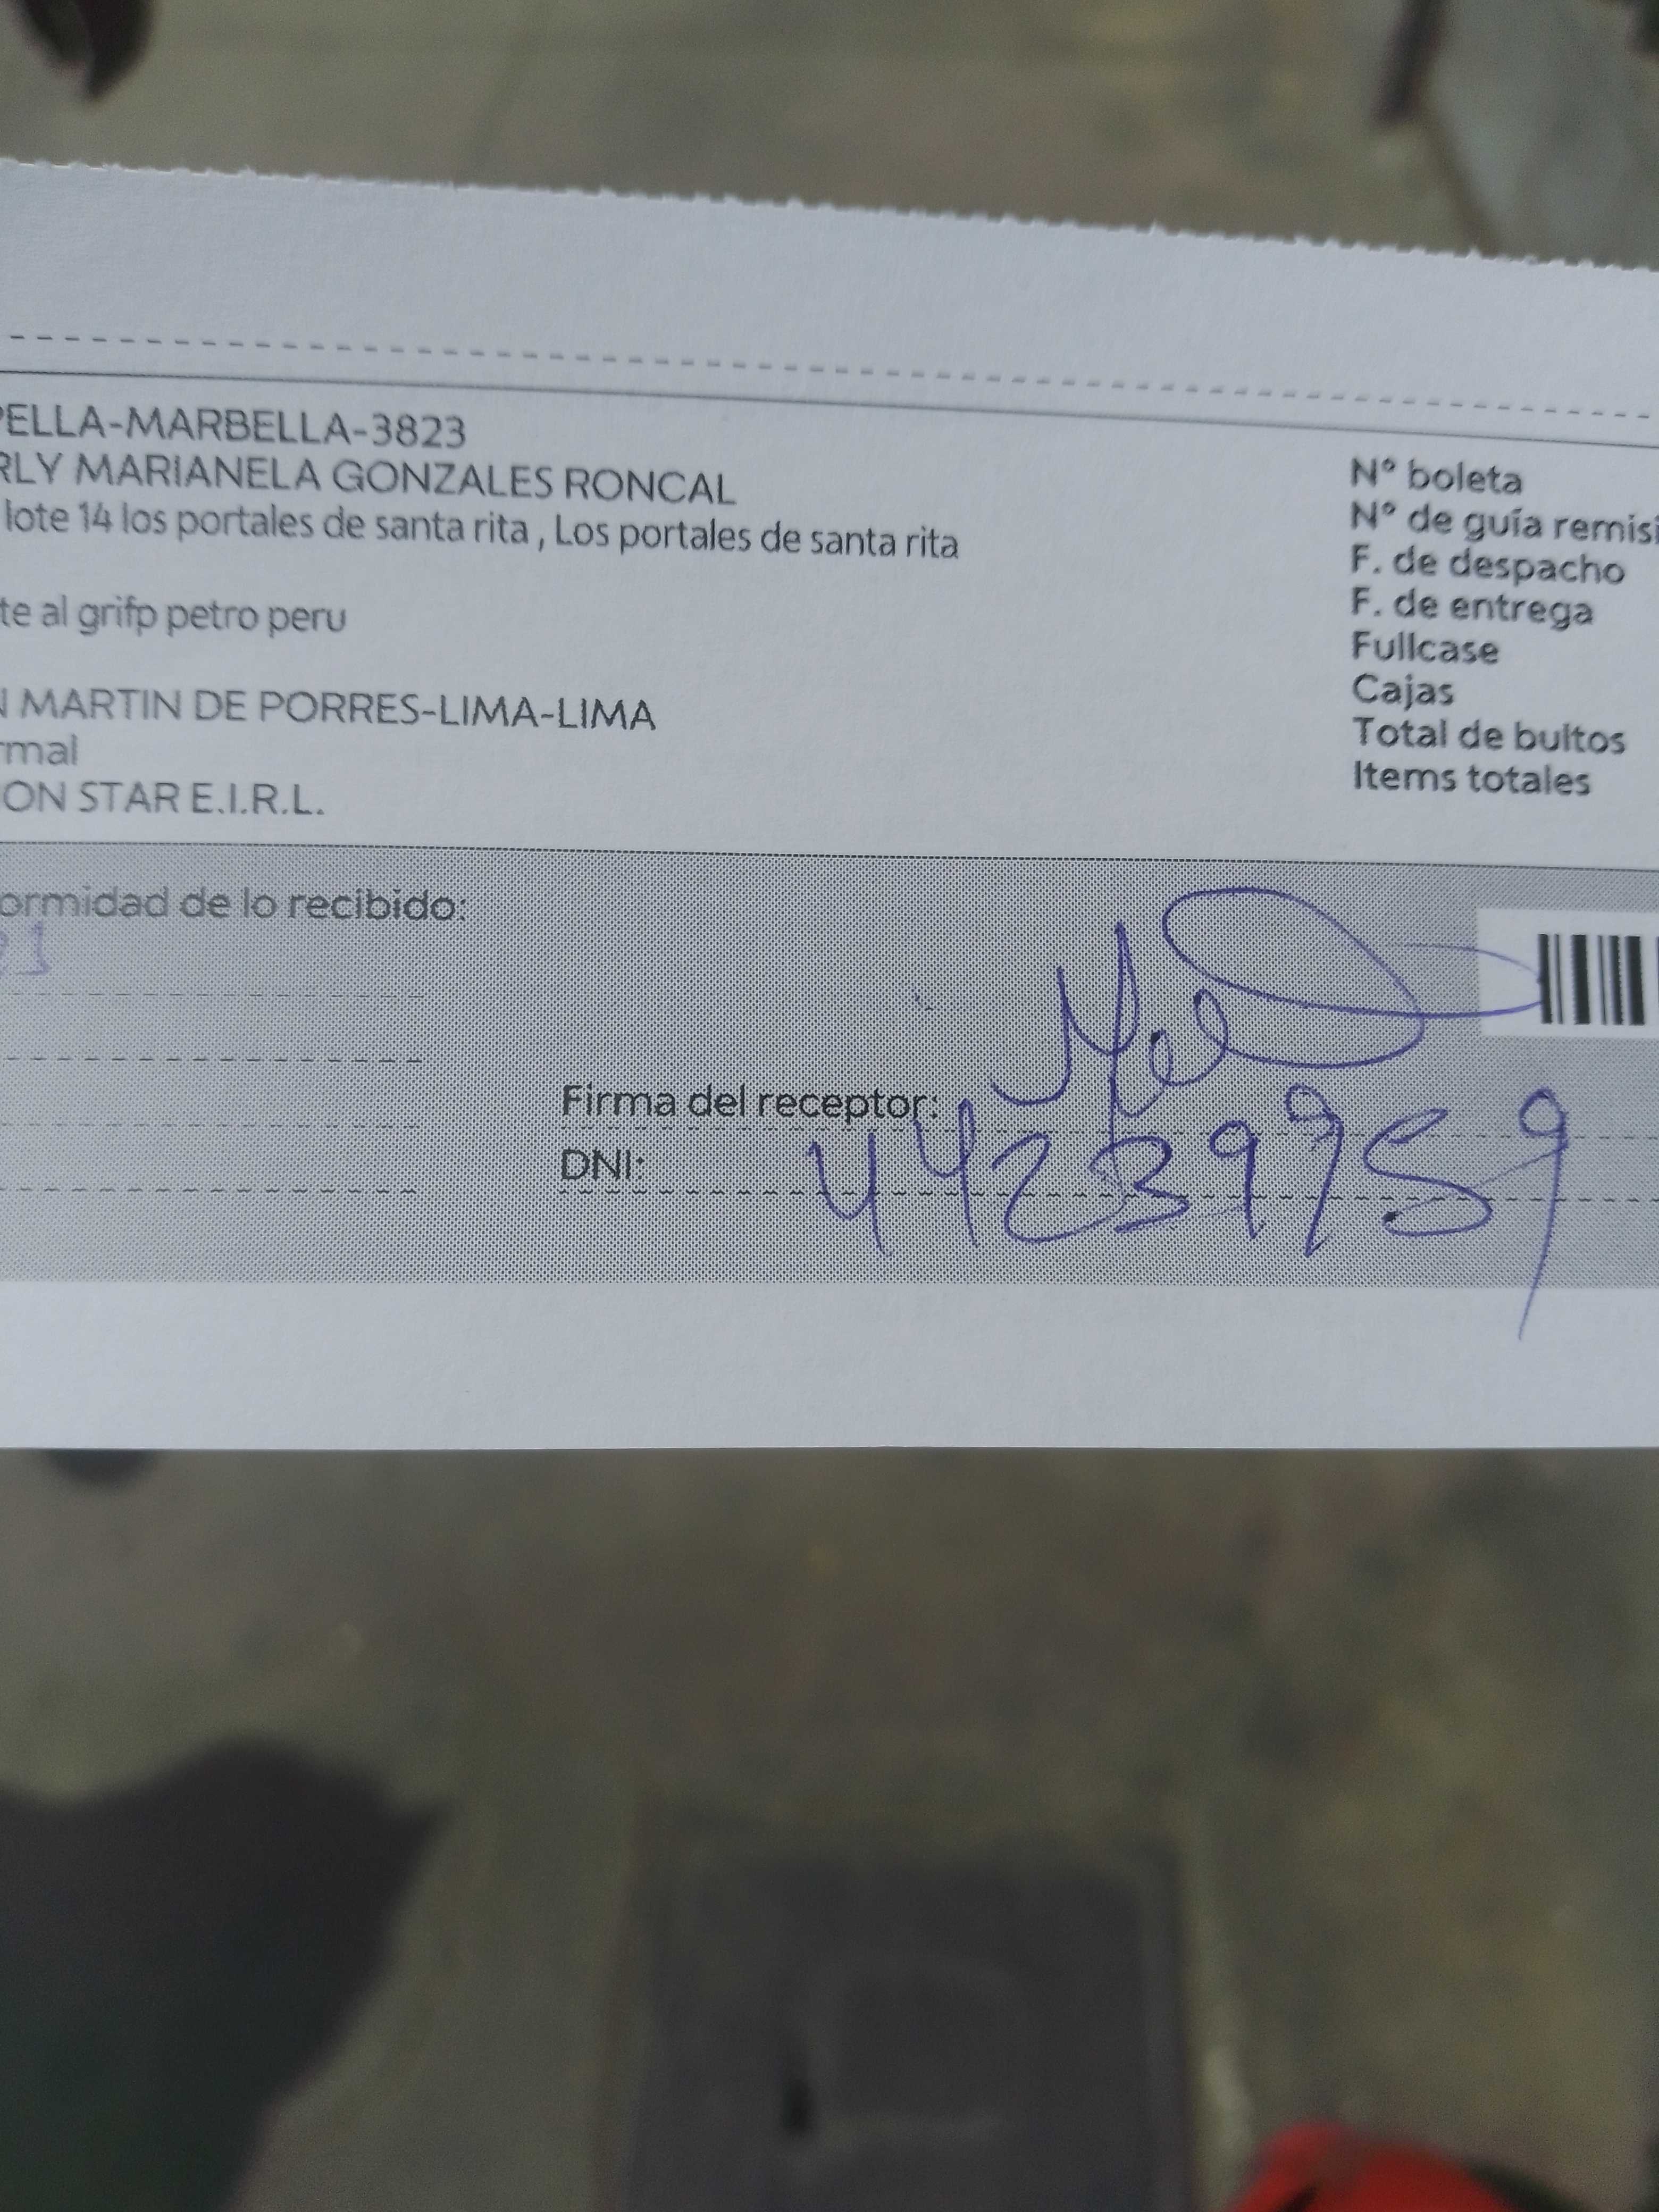 PELLA-MARBELLA-3823
RLY MARIANELA GONZALES RONCAL
lote 14 los portales de santa rita , Los portales de santa rita
te al grifp petro peru
N MARTIN DE PORRES-LIMA-LIMA
rmal
ON STAR E.I.R.L.
N° boleta
N° de guía remisi
F. de despacho
F. de entrega
Fullcase
Cajas
Total de bultos
Items totales
ormidad de lo recibido:
Firma del receptor:
DNI: 44239959